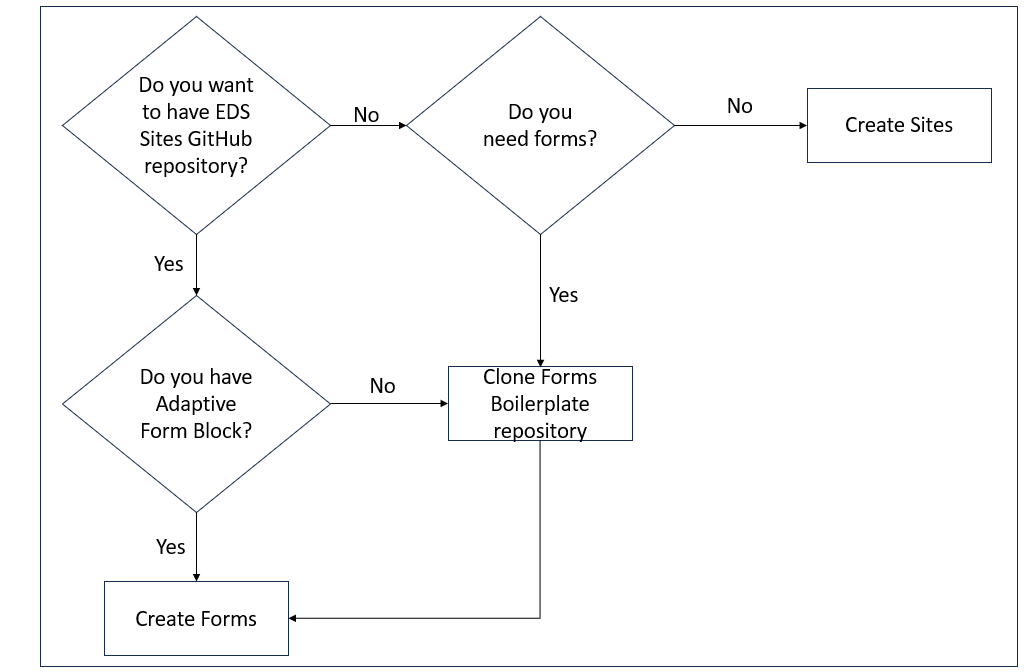 Do you want
to have EDS
Sites GitHub
repository?
No
Do you
need forms?
No
Create Sites
Yes
Yes
Do you have
Adaptive
Form Block?
No
Clone Forms
Boilerplate
repository
Yes
Create Forms